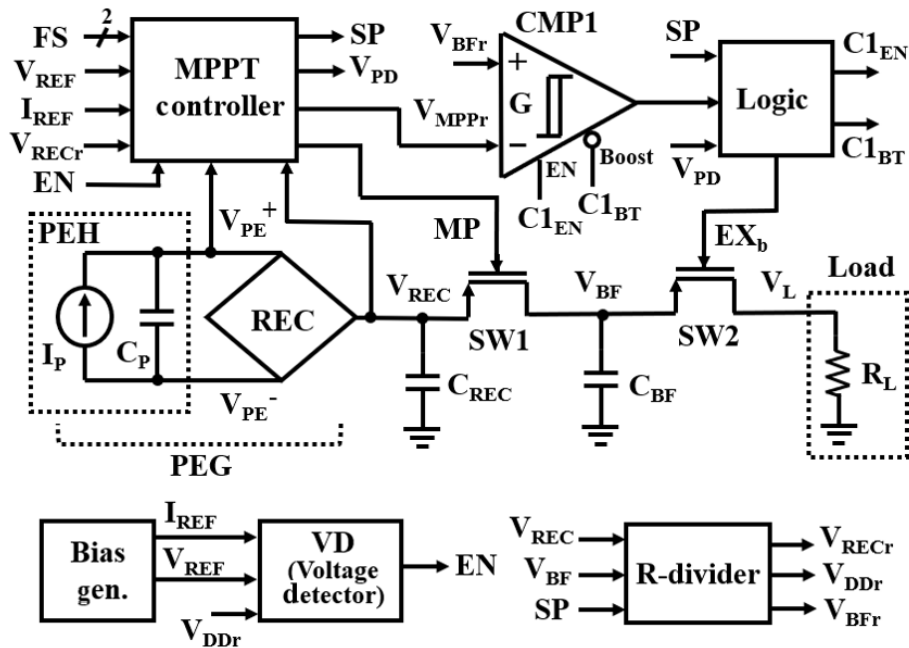 FS
2
SP
CMP1
SP
V_REF
MPPT
controller
V_PD
V_BFr
+
C1_EN
I_REF
V_MPPr
G
Logic
V_RECr
−
EN
Boost
V_PD
C1_BT
EN
C1_EN
C1_BT
PEH
V_PE+
MP
EX_b
V_REC
V_BF
V_L
Load
I_P
C_P
REC
SW1
SW2
R_L
V_PE-
C_REC
C_BF
PEG
I_REF
Bias
gen.
V_REF
VD
(Voltage
detector)
EN
V_DDr
V_REC
V_BF
SP
R-divider
V_RECr
V_DDr
V_BFr